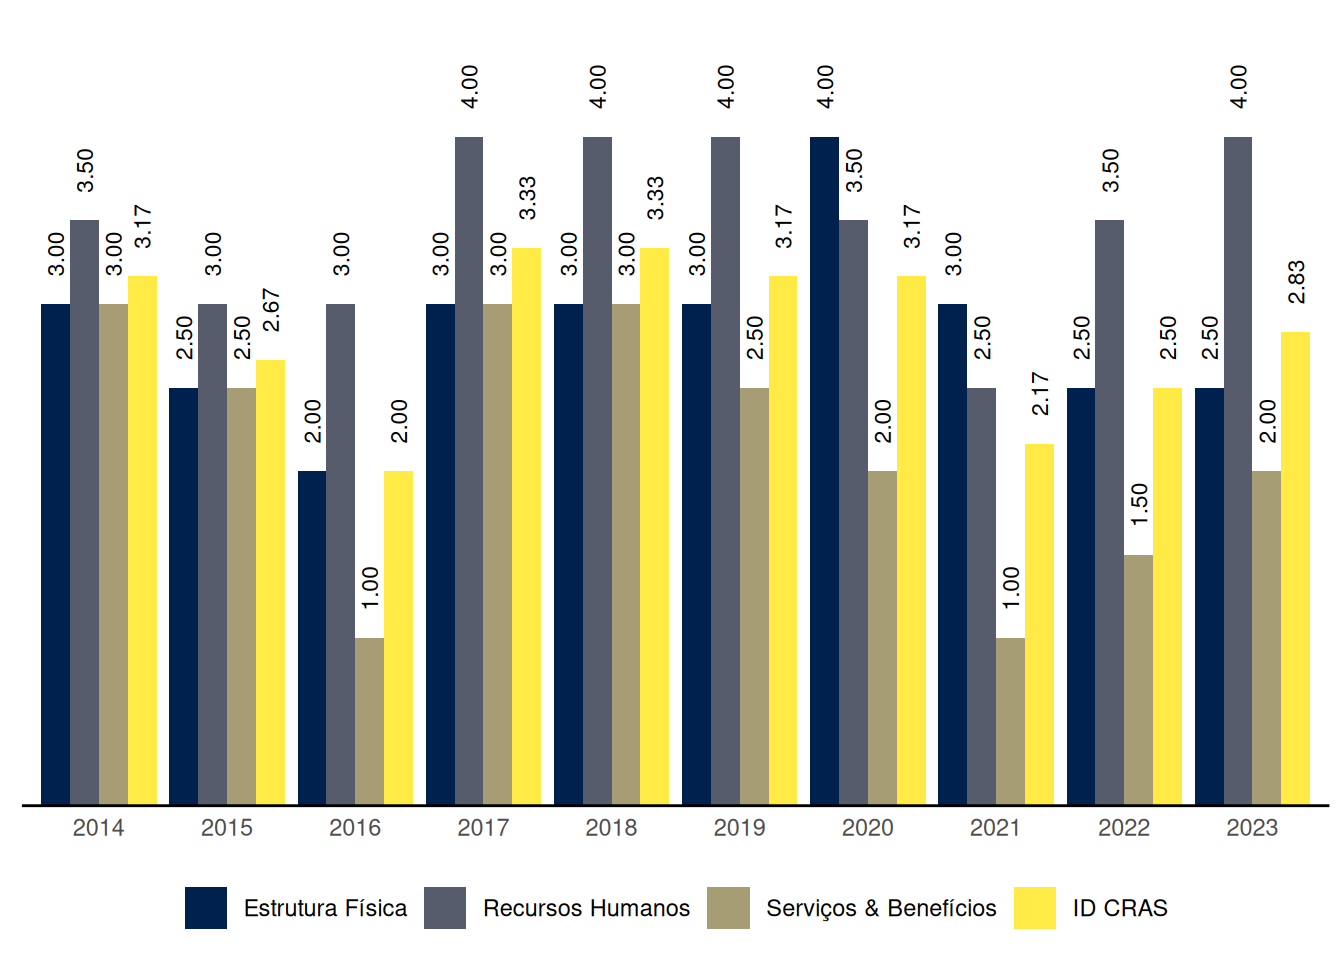 3.00 3.50 3.00 3.17
2.50 3.00 2.50 2.67
2.00 3.00 1.00 2.00
3.00 4.00 3.00 3.33
3.00 4.00 3.00 3.33
3.00 4.00 2.50 3.17
4.00 3.50 2.00 3.17
3.00 2.50 1.00 2.17
2.50 3.50 1.50 2.50
2.50 4.00 2.00 2.83
2014 2015 2016 2017 2018 2019 2020 2021 2022 2023
Estrutura Física Recursos Humanos Serviços & Benefícios ID CRAS